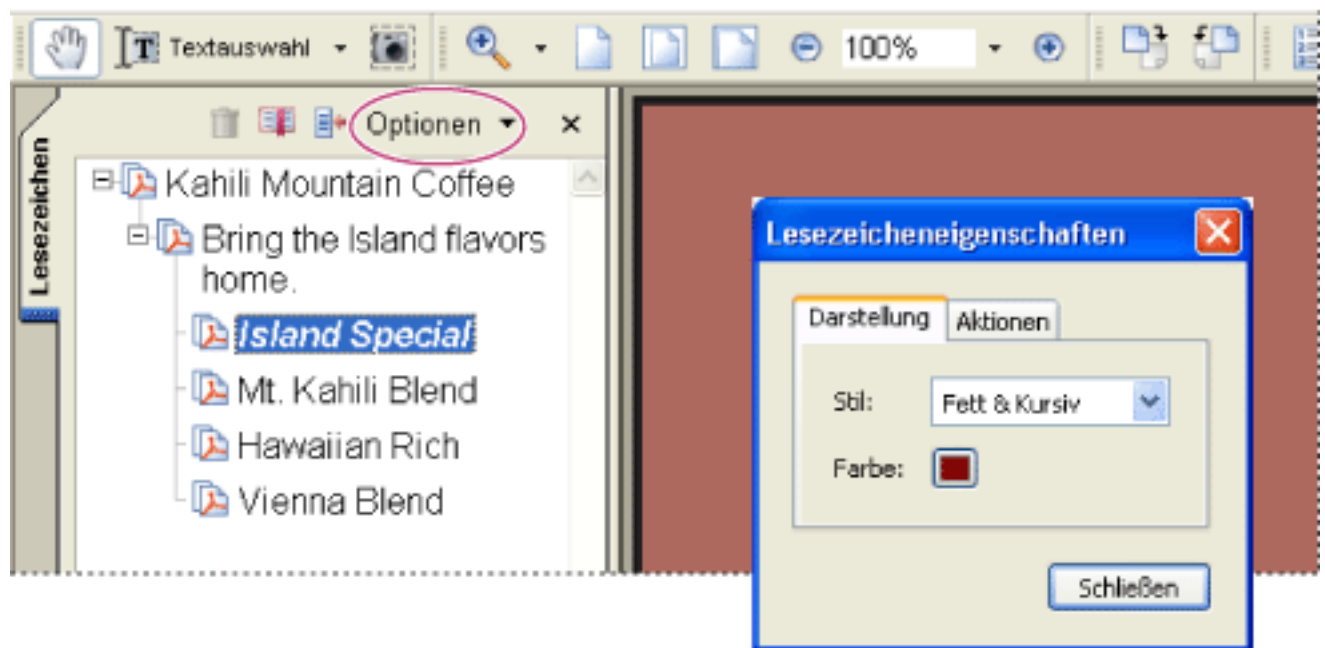 Textauswahl
100%
Optionen
Lesezeichen
Kahili Mountain Coffee
Bring the Island flavors
home.
Island Special
Mt. Kahili Blend
Hawaiian Rich
Vienna Blend
Lesezeicheneigenschaften
Darstellung Aktionen
Stil: Fett & Kursiv
Farbe:
Schließen